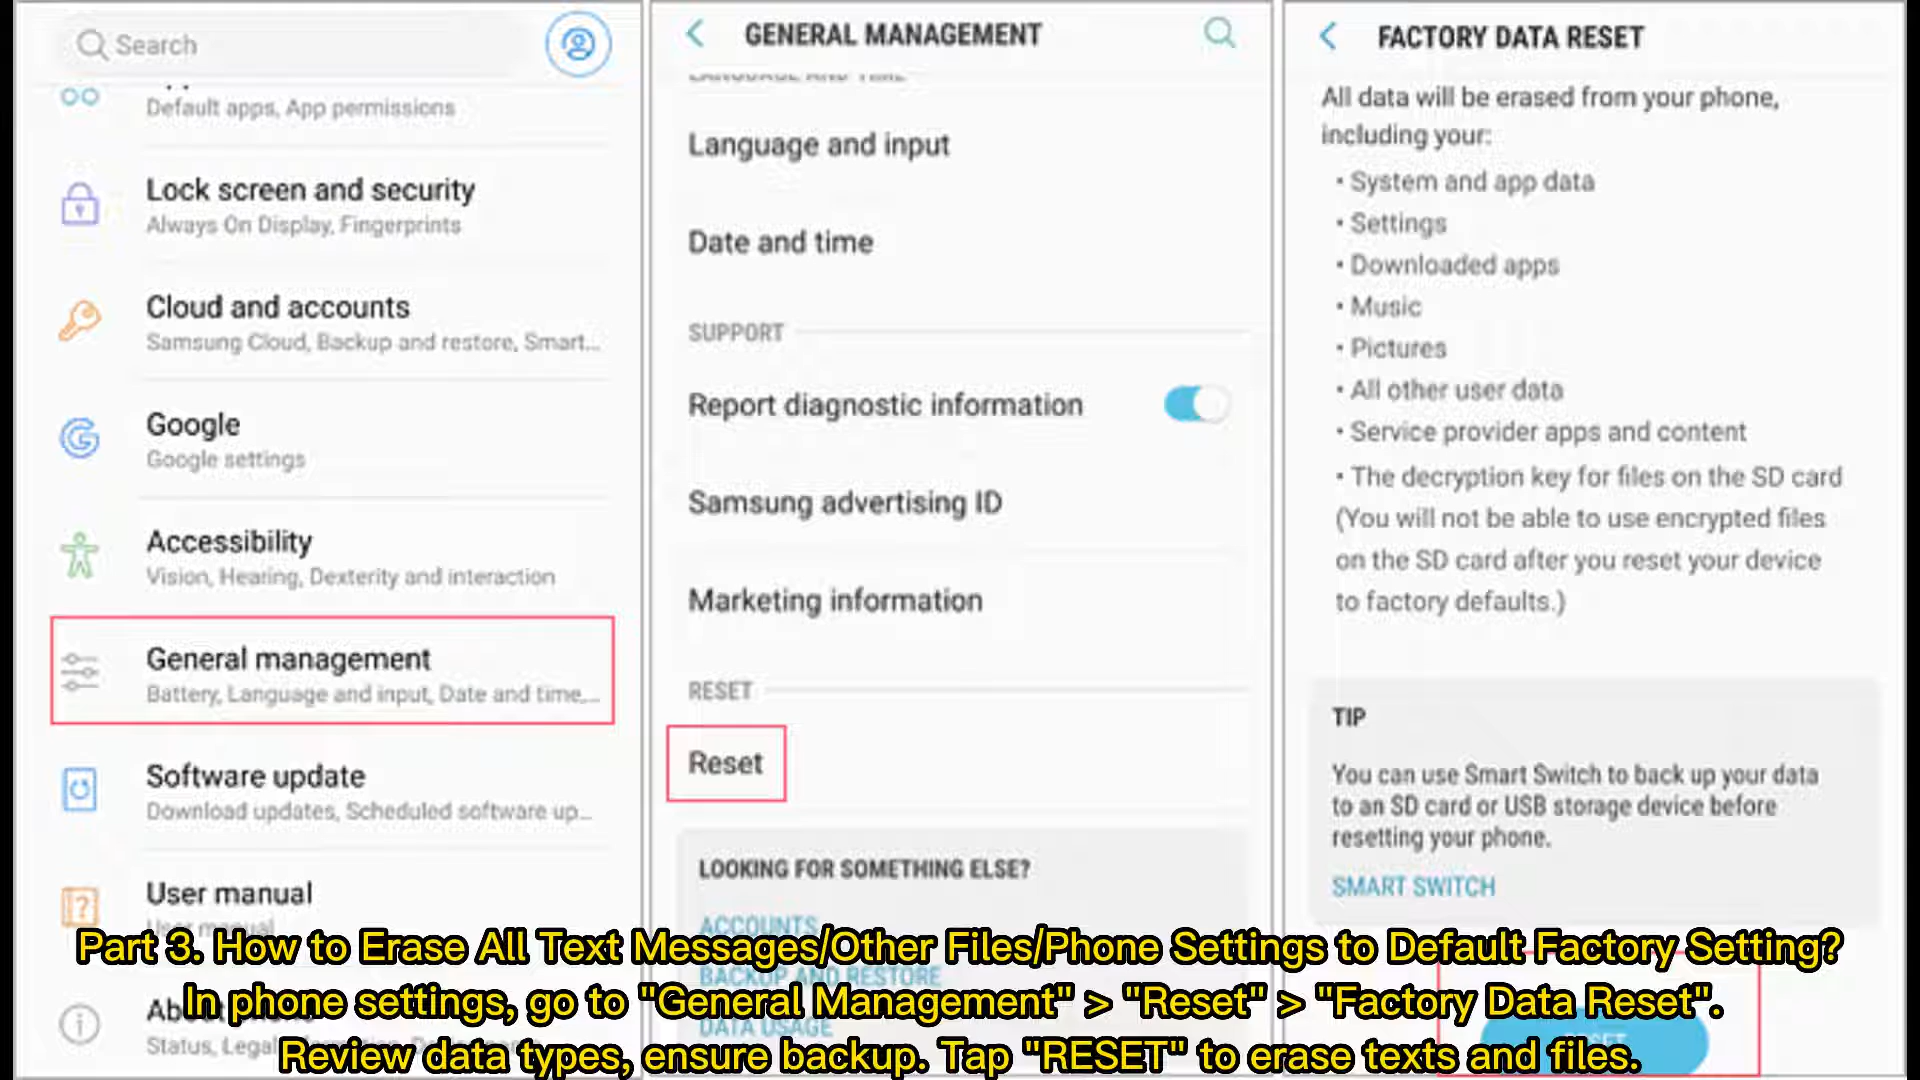 Search
Default apps, App permissions
Lock screen and security
Always On Display, Fingerprints
Cloud and accounts
Samsung Cloud, Backup and restore, Smart...
Google
Google settings
Accessibility
Vision, Hearing, Dexterity and interaction
General management
Battery, Language and input, Date and time,...
Software update
Download updates, Scheduled software up...
User manual
User manual
Status, Legal
GENERAL MANAGEMENT
LANGUAGE AND TIME
Language and input
Date and time
SUPPORT
Report diagnostic information
Samsung advertising ID
Marketing information
RESET
Reset
LOOKING FOR SOMETHING ELSE?
ACCOUNTS
BACKUP AND RESTORE
DATA USAGE
FACTORY DATA RESET
All data will be erased from your phone,
including your:
• System and app data
• Settings
• Downloaded apps
• Music
• Pictures
• All other user data
• Service provider apps and content
• The decryption key for files on the SD card
(You will not be able to use encrypted files
on the SD card after you reset your device
to factory defaults.)
TIP
You can use Smart Switch to back up your data
to an SD card or USB storage device before
resetting your phone.
SMART SWITCH
Part 3. How to Erase All Text Messages/Other Files/Phone Settings to Default Factory Setting?
In phone settings, go to "General Management" > "Reset" > "Factory Data Reset".
Review data types, ensure backup. Tap "RESET" to erase texts and files.